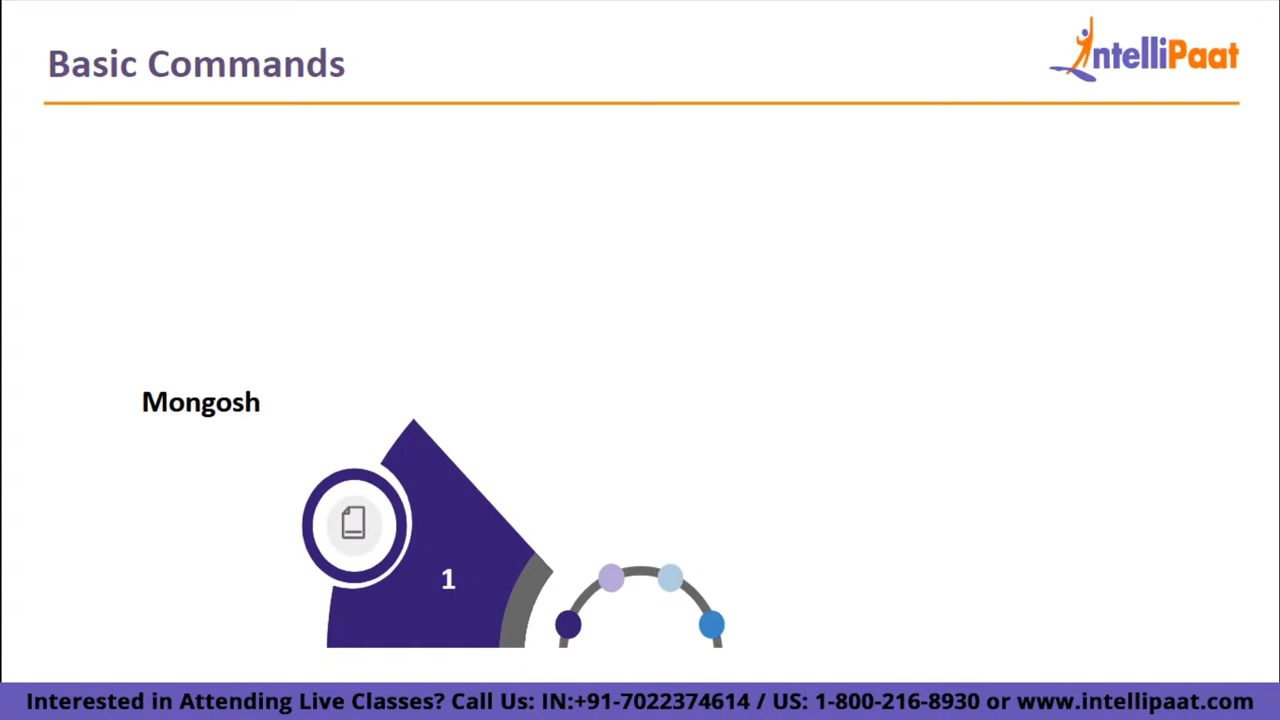 Basic Commands
IntelliPaat
Mongosh
1
Interested in Attending Live Classes? Call Us: IN:+91-7022374614 / US: 1-800-216-8930 or www.intellipaat.com